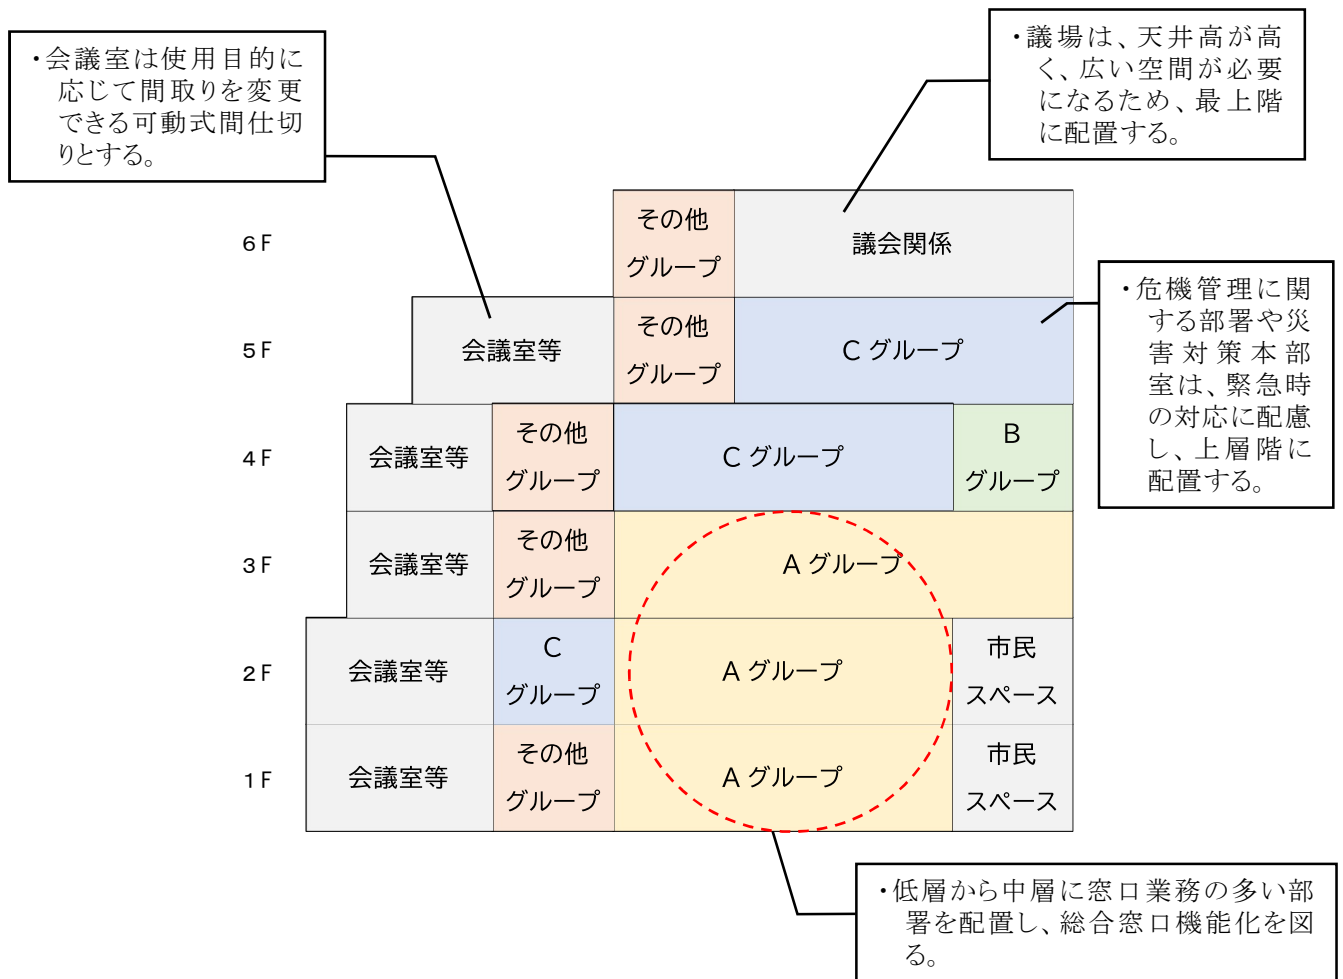 ・会議室は使用目的に
応じて間取りを変更
できる可動式間仕切
りとする。
・議場は、天井高が高
く、広い空間が必要
になるため、最上階
に配置する。
6F
その他
グループ
議会関係
・危機管理に関
する部署や災
害対策本部
室は、緊急時
の対応に配慮
し、上層階に
配置する。
5F
会議室等
その他
グループ
C グループ
4F
会議室等
その他
グループ
C グループ
B
グループ
3F
会議室等
その他
グループ
A グループ
2F
会議室等
C
グループ
A グループ
市民
スペース
1F
会議室等
その他
グループ
A グループ
市民
スペース
・低層から中層に窓口業務の多い部
署を配置し、総合窓口機能化を図
る。